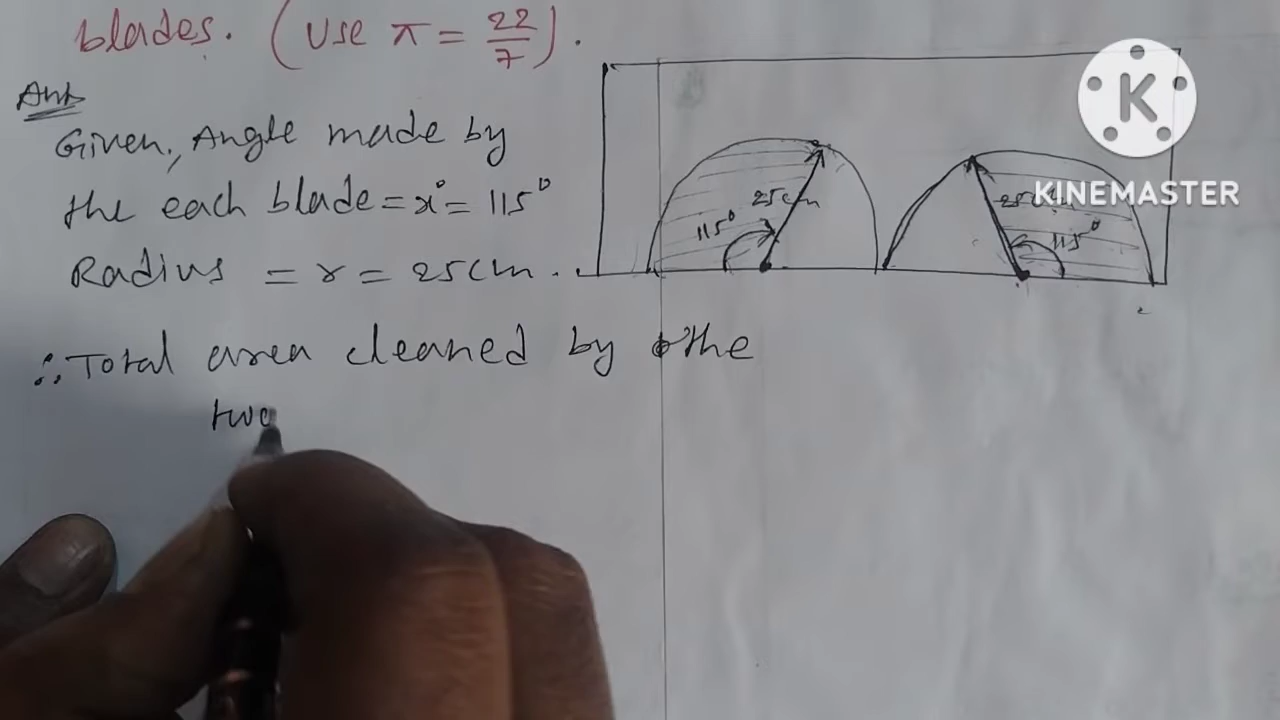 blades. (use π = 22/7).
Ans
Given, Angle made by
the each blade = x° = 115°
Radius = r = 25cm.
∴ Total area cleaned by the
two
115°
25cm
25cm
115°
K
KINEMASTER